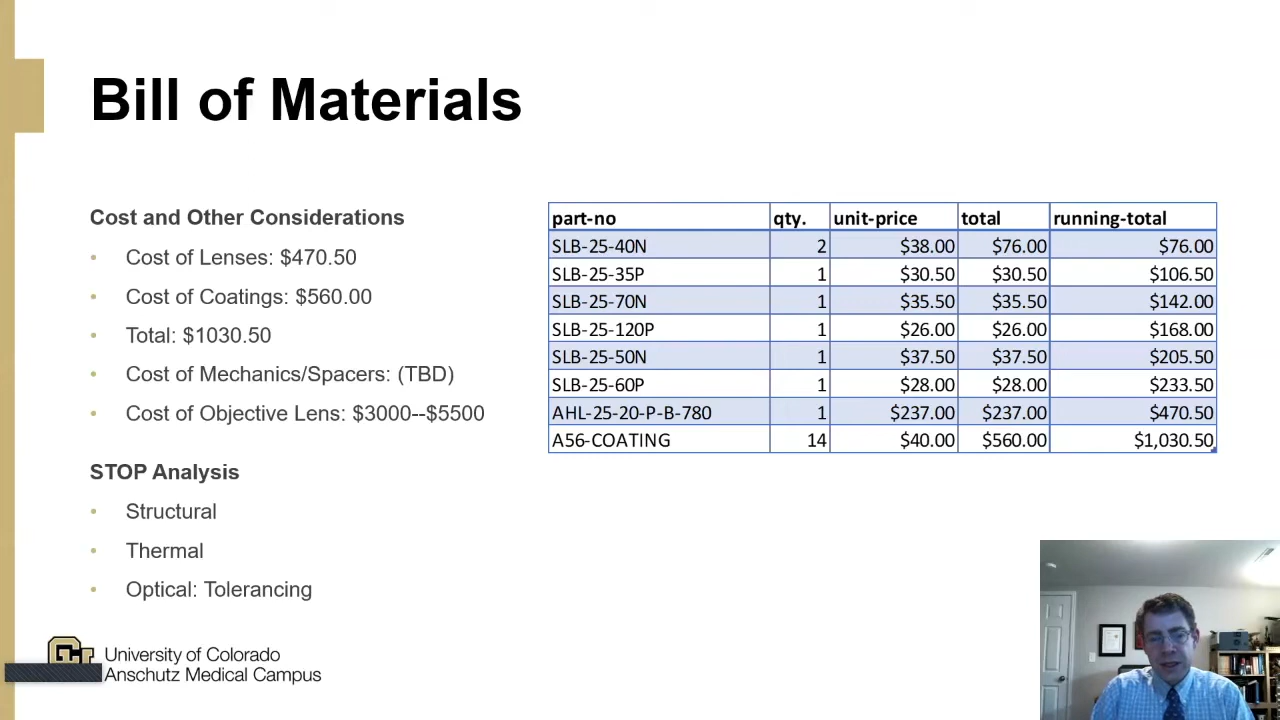 Bill of Materials
Cost and Other Considerations
• Cost of Lenses: $470.50
• Cost of Coatings: $560.00
• Total: $1030.50
• Cost of Mechanics/Spacers: (TBD)
• Cost of Objective Lens: $3000--$5500
STOP Analysis
• Structural
• Thermal
• Optical: Tolerancing
part-no qty. unit-price total running-total
SLB-25-40N 2 $38.00 $76.00 $76.00
SLB-25-35P 1 $30.50 $30.50 $106.50
SLB-25-70N 1 $35.50 $35.50 $142.00
SLB-25-120P 1 $26.00 $26.00 $168.00
SLB-25-50N 1 $37.50 $37.50 $205.50
SLB-25-60P 1 $28.00 $28.00 $233.50
AHL-25-20-P-B-780 1 $237.00 $237.00 $470.50
A56-COATING 14 $40.00 $560.00 $1,030.50
University of Colorado
Anschutz Medical Campus